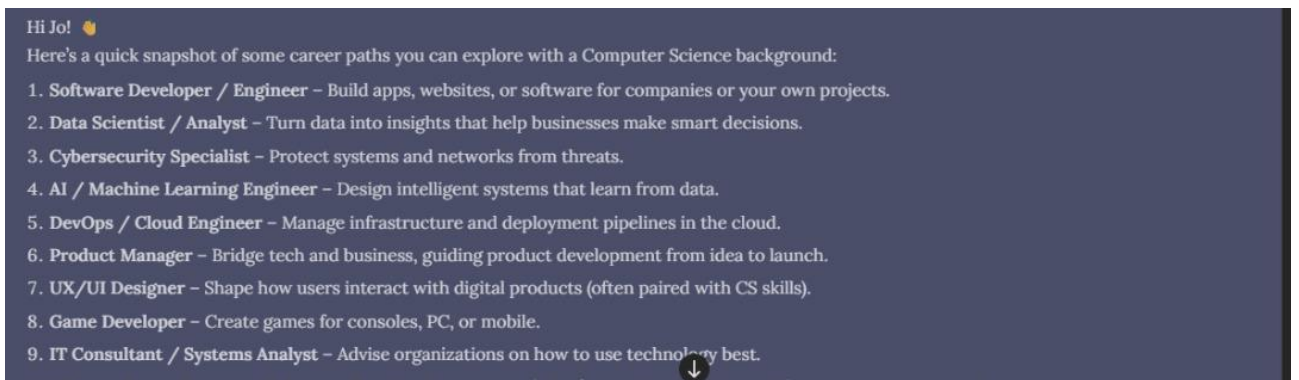 Hi Jo! 👋
Here's a quick snapshot of some career paths you can explore with a Computer Science background:
1. Software Developer / Engineer – Build apps, websites, or software for companies or your own projects.
2. Data Scientist / Analyst – Turn data into insights that help businesses make smart decisions.
3. Cybersecurity Specialist – Protect systems and networks from threats.
4. AI / Machine Learning Engineer – Design intelligent systems that learn from data.
5. DevOps / Cloud Engineer – Manage infrastructure and deployment pipelines in the cloud.
6. Product Manager – Bridge tech and business, guiding product development from idea to launch.
7. UX/UI Designer – Shape how users interact with digital products (often paired with CS skills).
8. Game Developer – Create games for consoles, PC, or mobile.
9. IT Consultant / Systems Analyst – Advise organizations on how to use technology best.